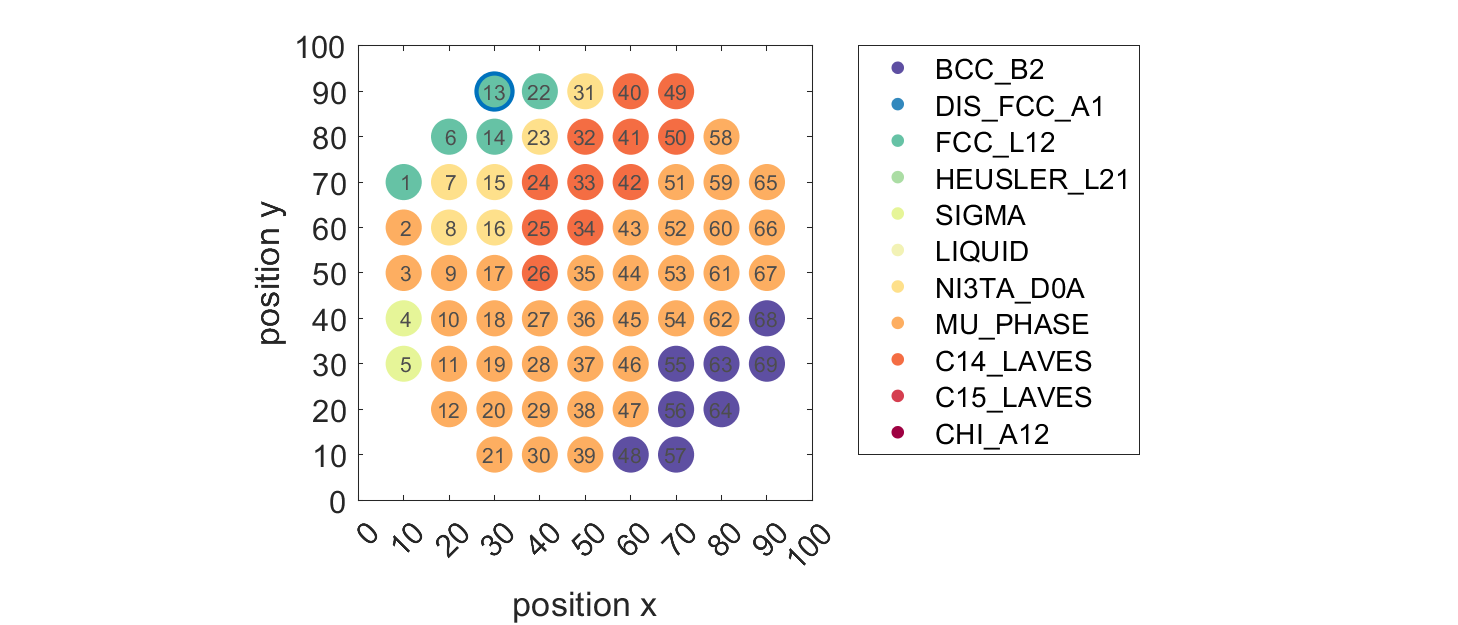 100
90
80
70
60
50
40
30
20
10
0
13 22 31 40 49
6 14 23 32 41 50 58
1 7 15 24 33 42 51 59 65
2 8 16 25 34 43 52 60 66
3 9 17 26 35 44 53 61 67
4 10 18 27 36 45 54 62 68
5 11 19 28 37 46 55 63 69
12 20 29 38 47 56 64
21 30 39 48 57
0 10 20 30 40 50 60 70 80 90 100
position x
position y
BCC_B2
DIS_FCC_A1
FCC_L12
HEUSLER_L21
SIGMA
LIQUID
NI3TA_D0A
MU_PHASE
C14_LAVES
C15_LAVES
CHI_A12